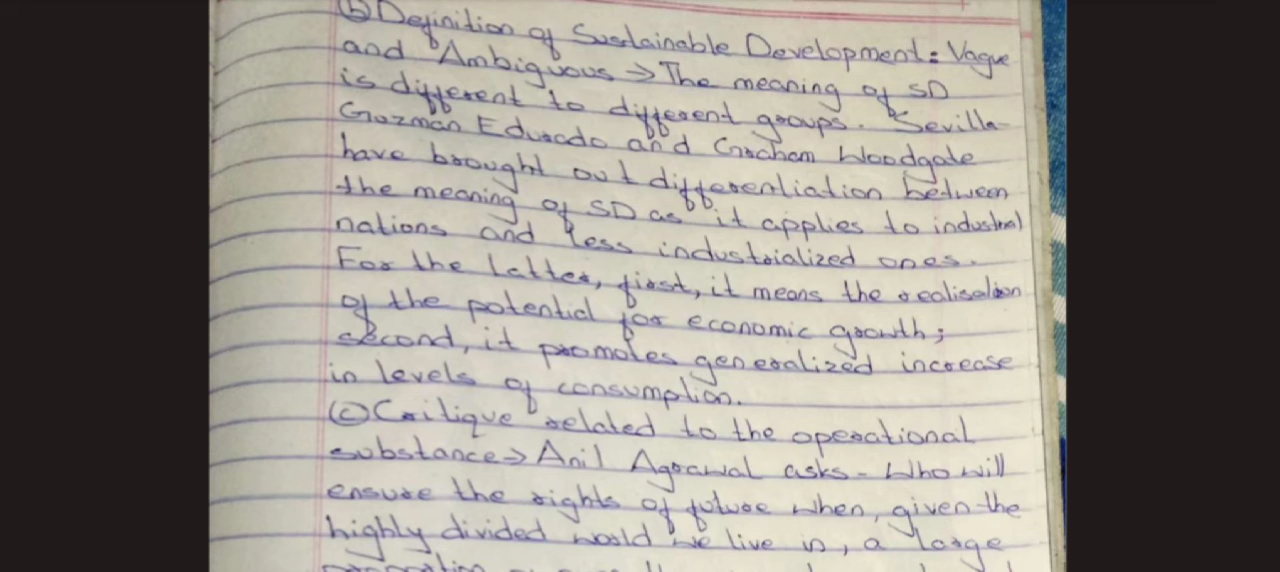 (b) Definition of Sustainable Development: Vague
and Ambiguous → The meaning of SD
is different to different groups. Sevilla-
Gozman Edurado and Graham Woodgate
have brought out differentiation between
the meaning of SD as it applies to industrial
nations and less industrialized ones.
For the latter, first, it means the realisation
of the potential for economic growth;
second, it promotes generalized increase
in levels of consumption.
(c) Critique related to the operational
substance → Anil Agrawal asks - Who will
ensure the rights of future when, given the
highly divided world we live in, a large